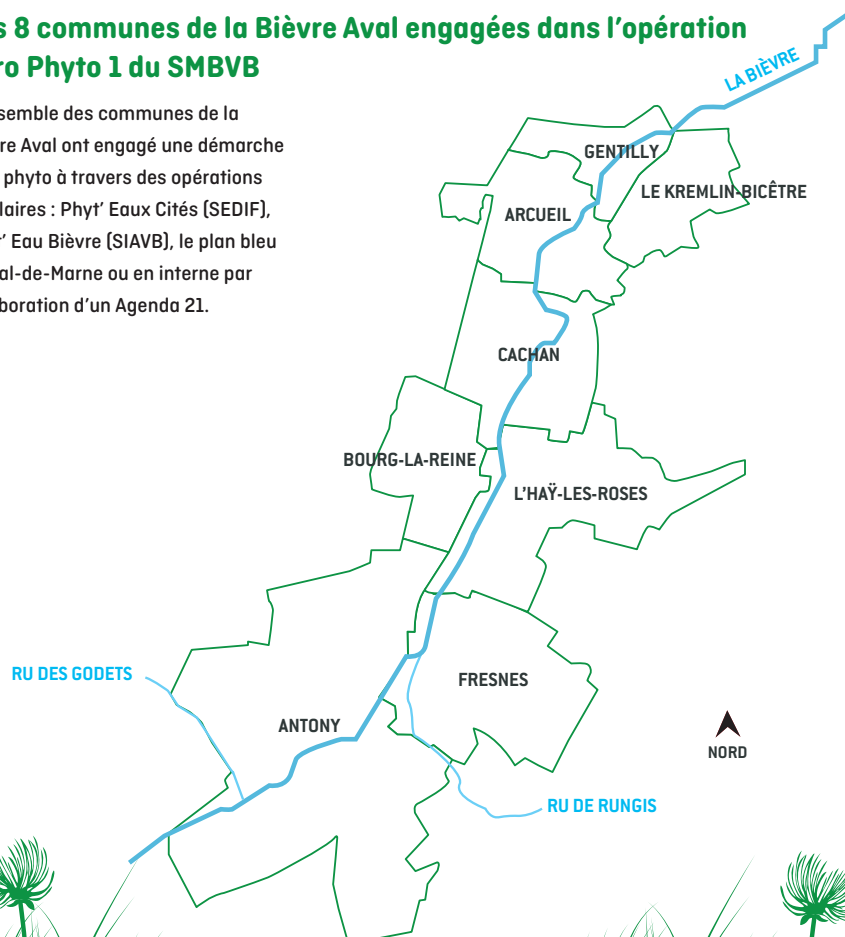 s 8 communes de la Bièvre Aval engagées dans l’opération
ro Phyto 1 du SMBVB
semble des communes de la
re Aval ont engagé une démarche
phyto à travers des opérations
laires : Phyt’ Eaux Cités (SEDIF),
’ Eau Bièvre (SIAVB), le plan bleu
al-de-Marne ou en interne par
boration d’un Agenda 21.
LA BIÈVRE
GENTILLY
LE KREMLIN-BICÊTRE
ARCUEIL
CACHAN
BOURG-LA-REINE
L’HAŸ-LES-ROSES
RU DES GODETS
FRESNES
ANTONY
NORD
RU DE RUNGIS